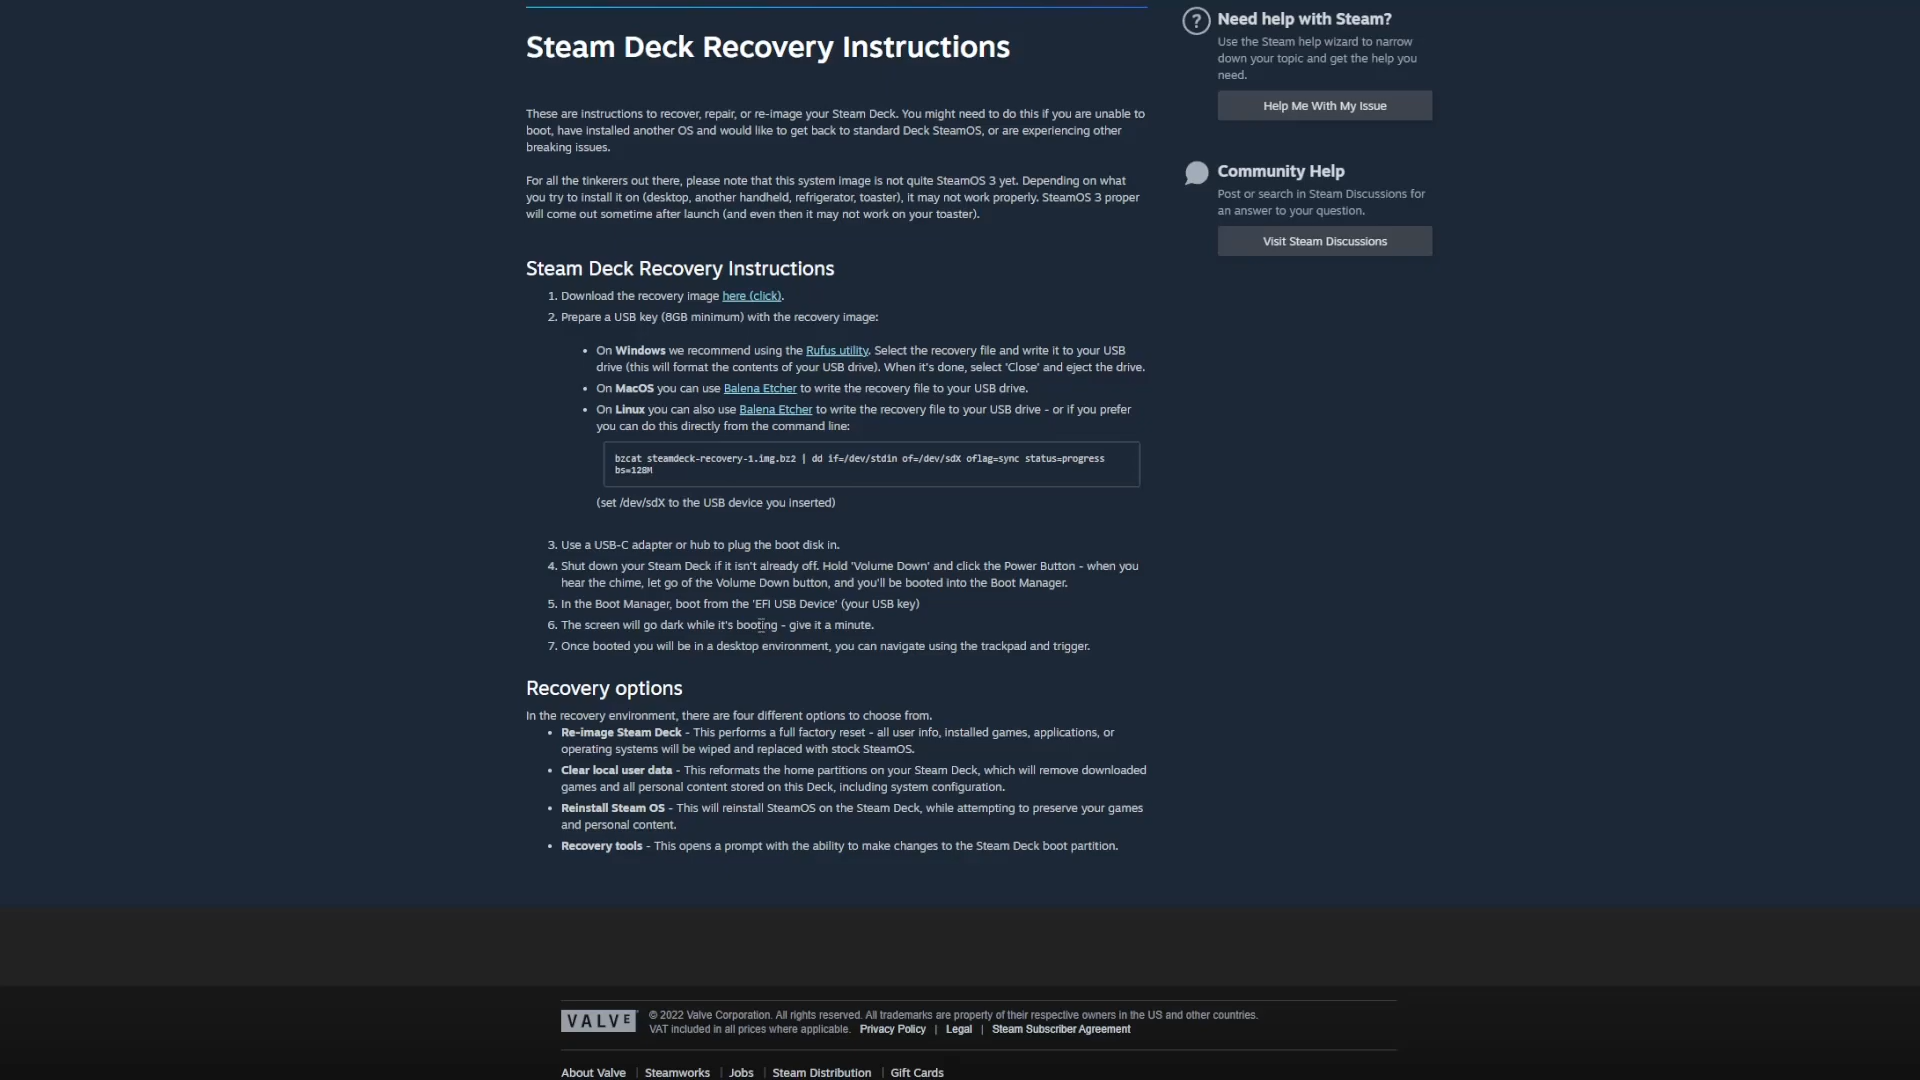 Steam Deck Recovery Instructions
These are instructions to recover, repair, or re-image your Steam Deck. You might need to do this if you are unable to
boot, have installed another OS and would like to get back to standard Deck SteamOS, or are experiencing other
breaking issues.
For all the tinkerers out there, please note that this system image is not quite SteamOS 3 yet. Depending on what
you try to install it on (desktop, another handheld, refrigerator, toaster), it may not work properly. SteamOS 3 proper
will come out sometime after launch (and even then it may not work on your toaster).
Steam Deck Recovery Instructions
1. Download the recovery image here (click).
2. Prepare a USB key (8GB minimum) with the recovery image:
• On Windows we recommend using the Rufus utility. Select the recovery file and write it to your USB
drive (this will format the contents of your USB drive). When it's done, select 'Close' and eject the drive.
• On MacOS you can use Balena Etcher to write the recovery file to your USB drive.
• On Linux you can also use Balena Etcher to write the recovery file to your USB drive - or if you prefer
you can do this directly from the command line:
bzcat steamdeck-recovery-1.img.bz2 | dd if=/dev/stdin of=/dev/sdX oflag=sync status=progress
bs=128M
(set /dev/sdX to the USB device you inserted)
3. Use a USB-C adapter or hub to plug the boot disk in.
4. Shut down your Steam Deck if it isn't already off. Hold 'Volume Down' and click the Power Button - when you
hear the chime, let go of the Volume Down button, and you'll be booted into the Boot Manager.
5. In the Boot Manager, boot from the 'EFI USB Device' (your USB key)
6. The screen will go dark while it's booting - give it a minute.
7. Once booted you will be in a desktop environment, you can navigate using the trackpad and trigger.
Recovery options
In the recovery environment, there are four different options to choose from.
• Re-image Steam Deck - This performs a full factory reset - all user info, installed games, applications, or
operating systems will be wiped and replaced with stock SteamOS.
• Clear local user data - This reformats the home partitions on your Steam Deck, which will remove downloaded
games and all personal content stored on this Deck, including system configuration.
• Reinstall Steam OS - This will reinstall SteamOS on the Steam Deck, while attempting to preserve your games
and personal content.
• Recovery tools - This opens a prompt with the ability to make changes to the Steam Deck boot partition.
? Need help with Steam?
Use the Steam help wizard to narrow
down your topic and get the help you
need.
Help Me With My Issue
Community Help
Post or search in Steam Discussions for
an answer to your question.
Visit Steam Discussions
VALVE
© 2022 Valve Corporation. All rights reserved. All trademarks are property of their respective owners in the US and other countries.
VAT included in all prices where applicable. Privacy Policy | Legal | Steam Subscriber Agreement
About Valve | Steamworks | Jobs | Steam Distribution | Gift Cards